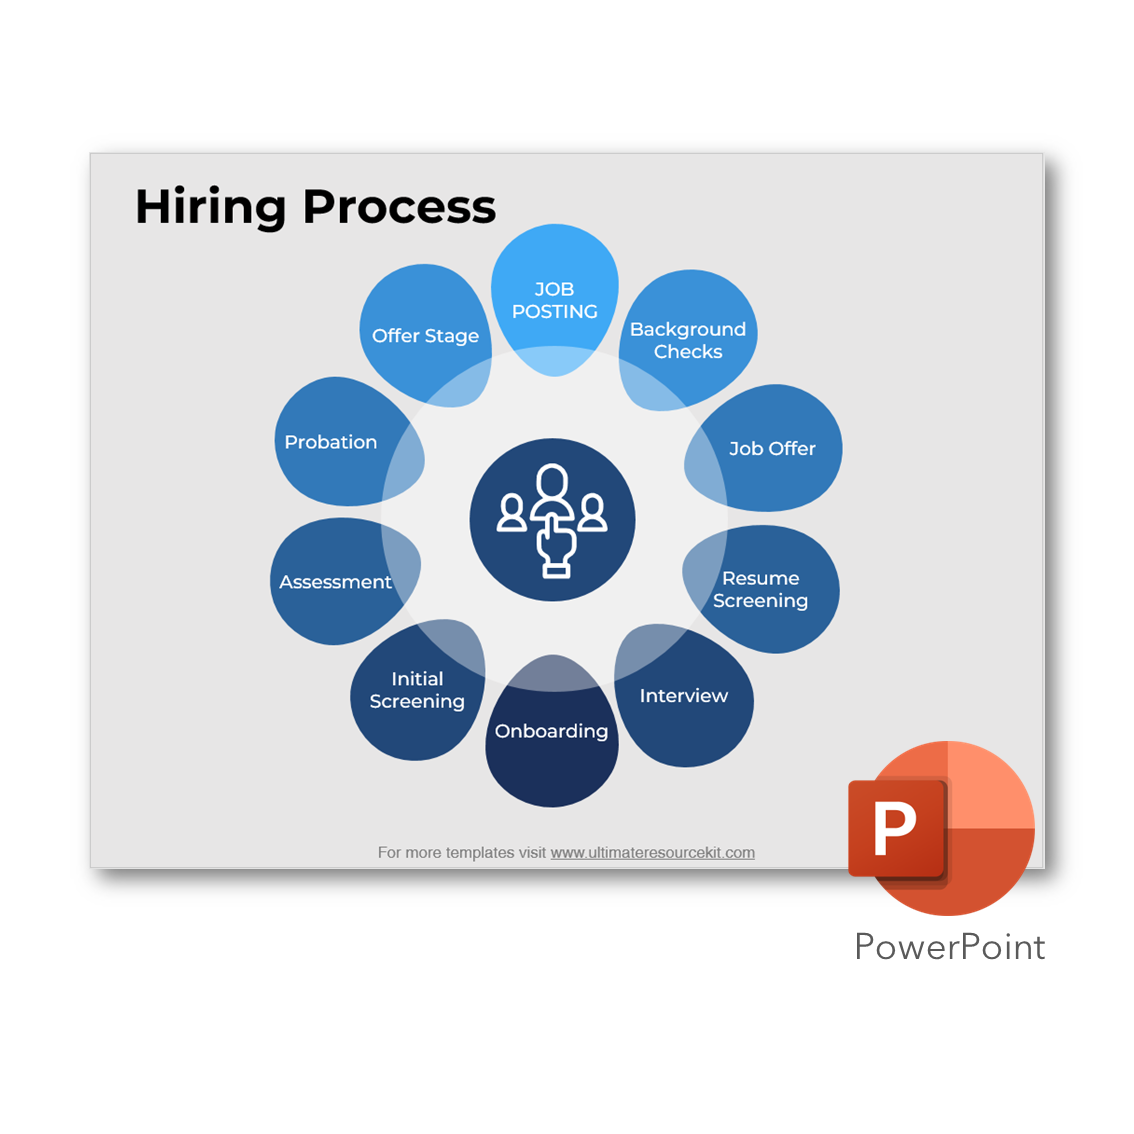 Hiring Process
JOB
POSTING
Background
Checks
Job Offer
Resume
Screening
Interview
Onboarding
Initial
Screening
Assessment
Probation
Offer Stage
For more templates visit www.ultimateresourcekit.com
P
PowerPoint